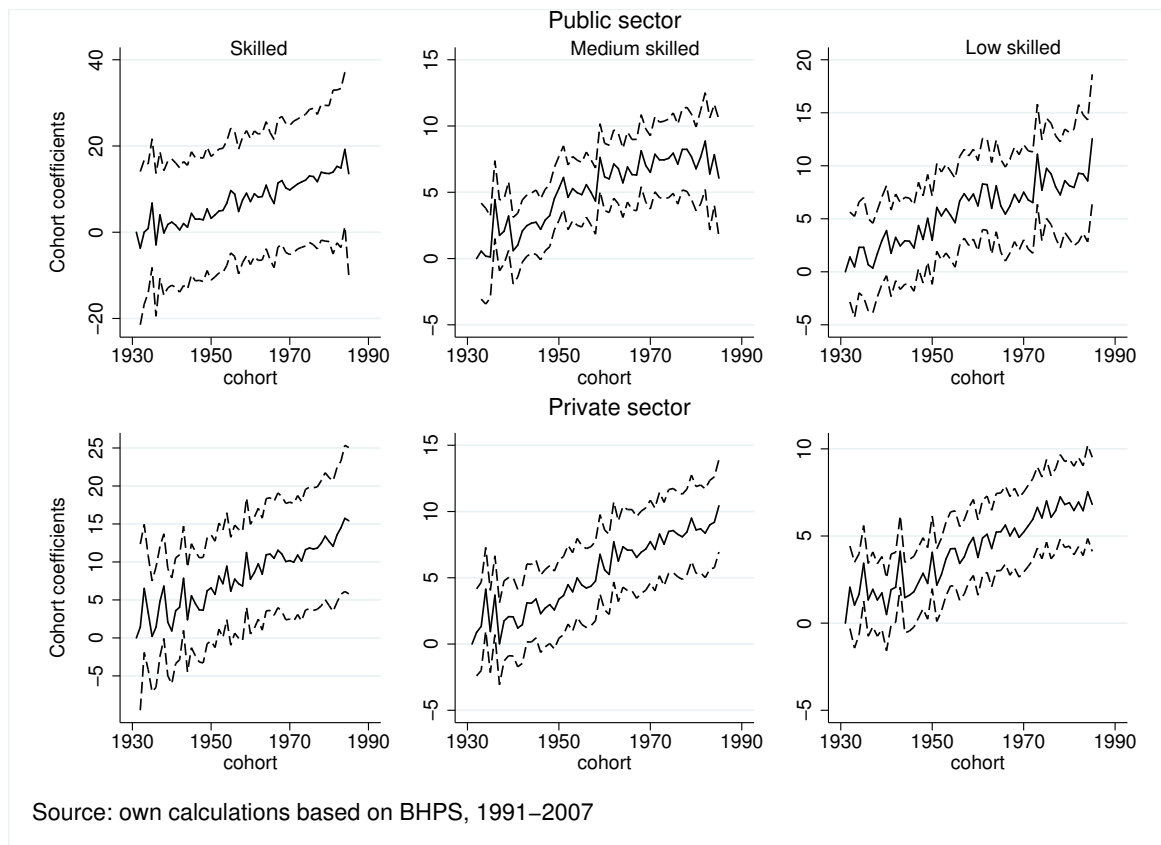 Public sector
Skilled
Medium skilled
Low skilled
Cohort coefficients
40
20
0
−20
1930 1950 1970 1990
cohort
15
10
5
0
−5
1930 1950 1970 1990
cohort
20
15
10
5
0
−5
1930 1950 1970 1990
cohort
Private sector
Cohort coefficients
25
20
15
10
5
0
−5
1930 1950 1970 1990
cohort
15
10
5
0
−5
1930 1950 1970 1990
cohort
10
5
0
−5
1930 1950 1970 1990
cohort
Source: own calculations based on BHPS, 1991−2007